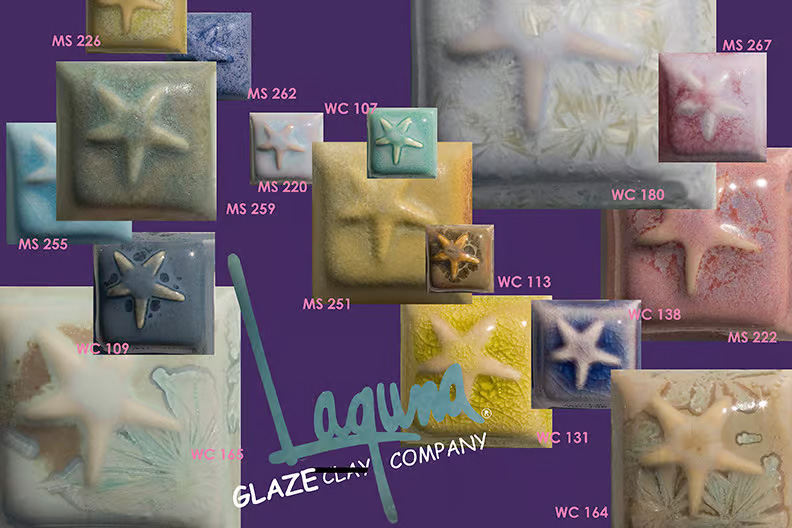 MS 226
MS 267
MS 262
WC 107
MS 220
WC 180
MS 259
MS 255
WC 113
MS 251
WC 138
MS 222
WC 109
Laguna®
WC 131
WC 165
GLAZE CLAY COMPANY
WC 164